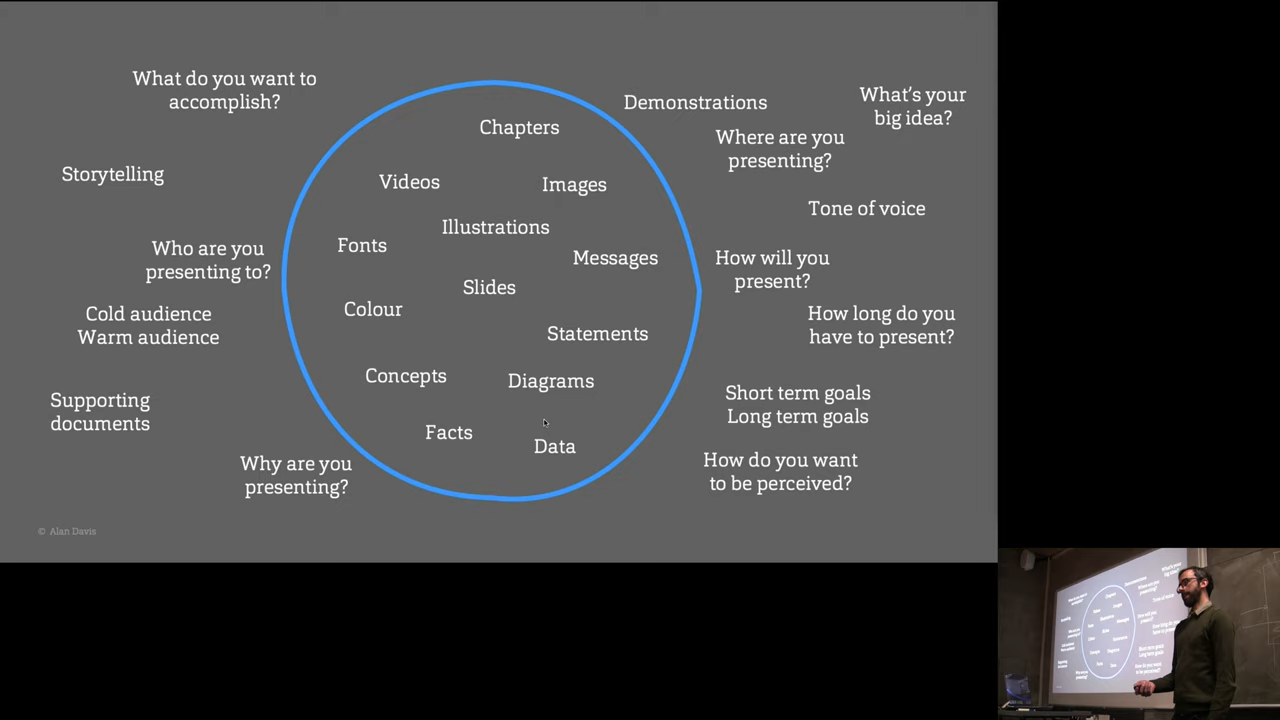 What do you want to
accomplish?
Storytelling
Who are you
presenting to?
Cold audience
Warm audience
Supporting
documents
Why are you
presenting?
Chapters
Videos
Images
Illustrations
Fonts
Messages
Slides
Colour
Statements
Concepts
Diagrams
Facts
Data
Demonstrations
What's your
big idea?
Where are you
presenting?
Tone of voice
How will you
present?
How long do you
have to present?
Short term goals
Long term goals
How do you want
to be perceived?
© Alan Davis